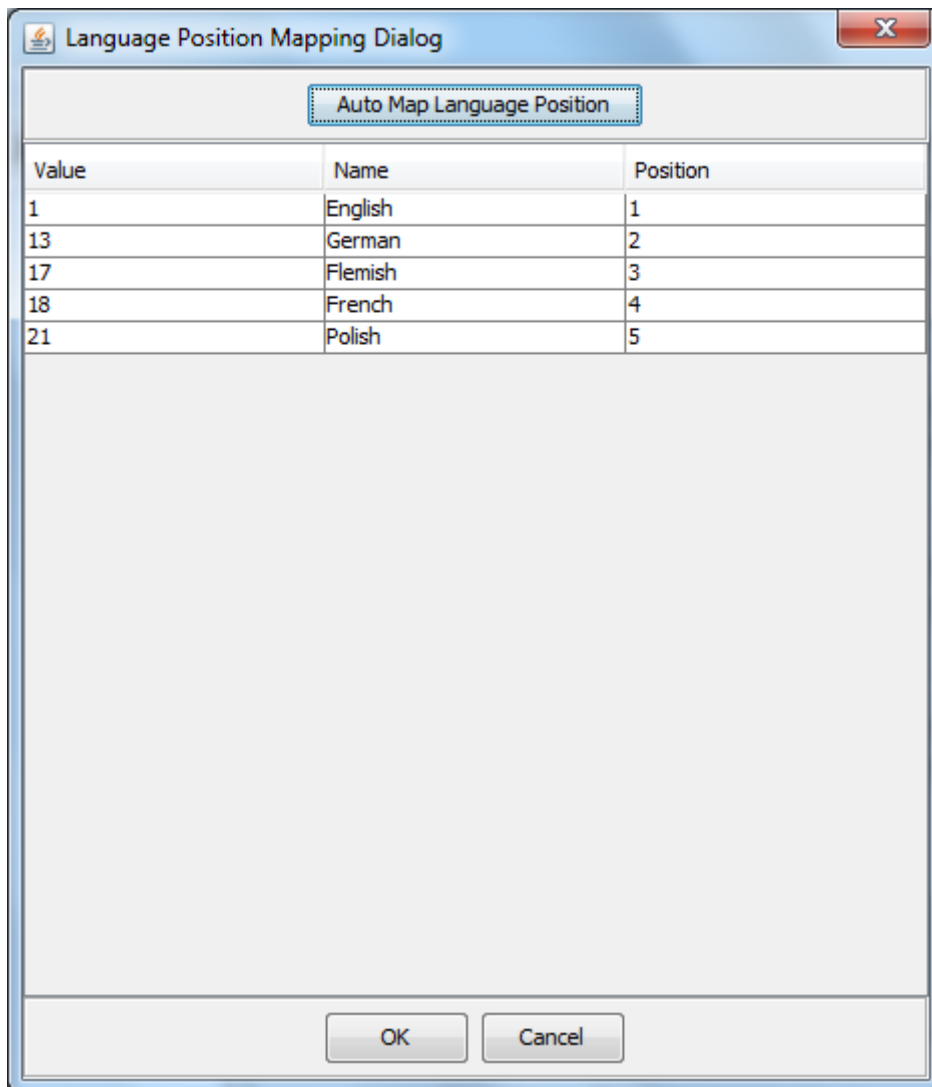 Language Position Mapping Dialog
Auto Map Language Position
Value Name Position
1 English 1
13 German 2
17 Flemish 3
18 French 4
21 Polish 5
OK Cancel